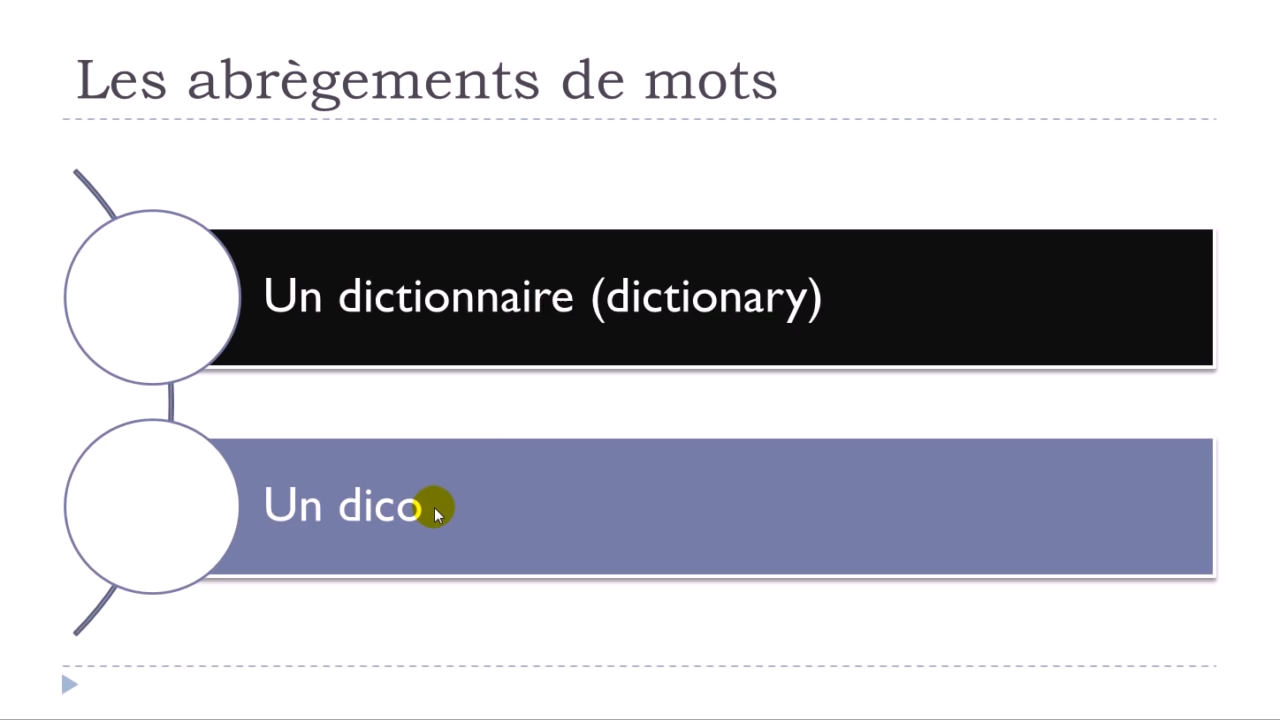 Les abrègements de mots
Un dictionnaire (dictionary)
Un dico